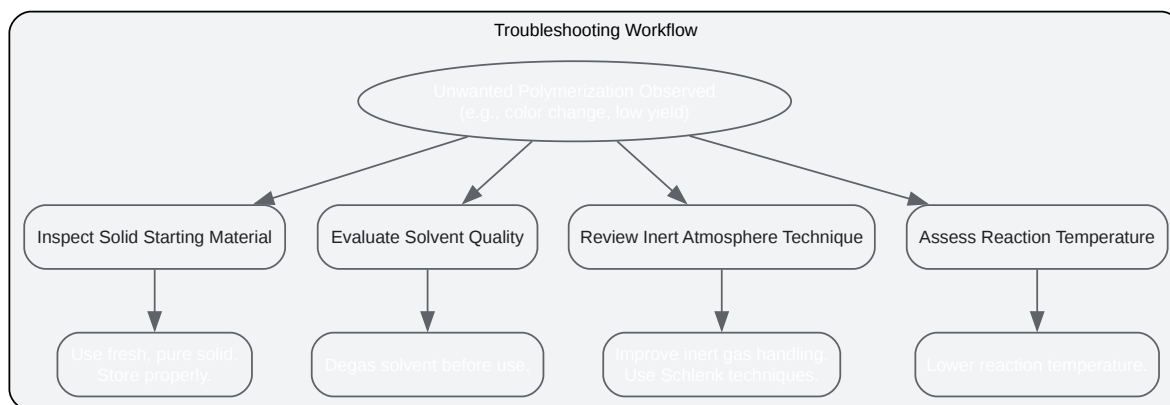 Troubleshooting Workflow
Unwanted Polymerization Observed
(e.g., color change, low yield)
Inspect Solid Starting Material
Evaluate Solvent Quality
Review Inert Atmosphere Technique
Assess Reaction Temperature
Use fresh, pure solid.
Store properly.
Degas solvent before use.
Improve inert gas handling.
Use Schlenk techniques.
Lower reaction temperature.